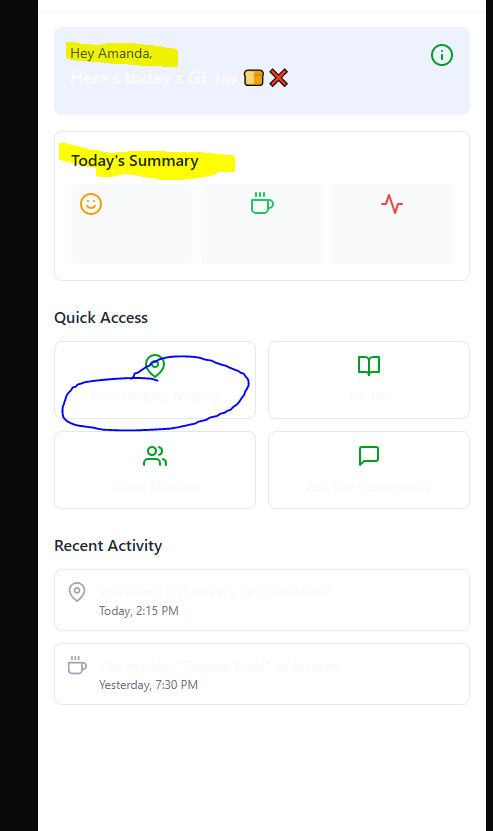 Hey Amanda,
Here's today's GF tip 🍞❌
Today's Summary
Quick Access
Find GF Eats Nearby
GF 101
Join a Meetup
Ask the Community
Recent Activity
You saved "GF Bakery @ Downtown"
Today, 2:15 PM
You marked "Quinoa Bowl" as favorite
Yesterday, 7:30 PM